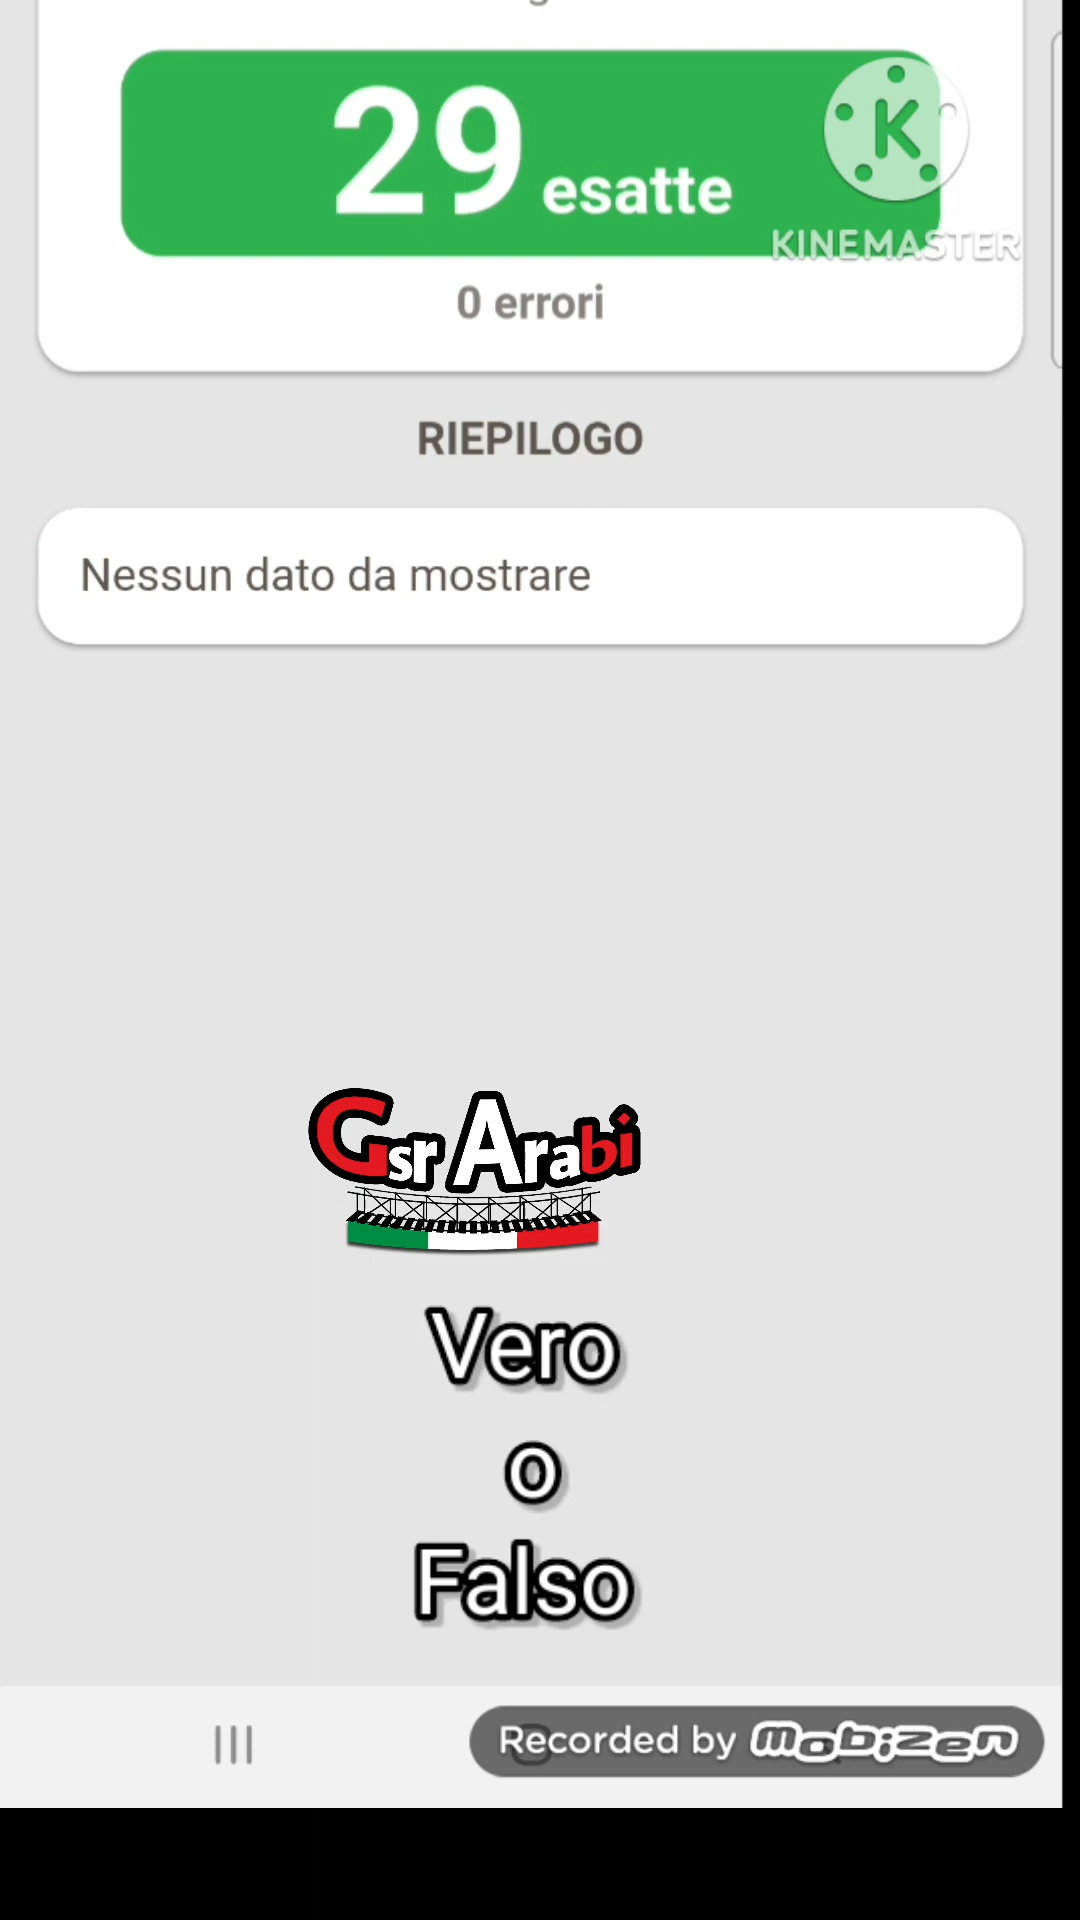 29 esatte
K
KINEMASTER
0 errori
RIEPILOGO
Nessun dato da mostrare
Gsr Arabi
Vero
o
Falso
Recorded by mobizen